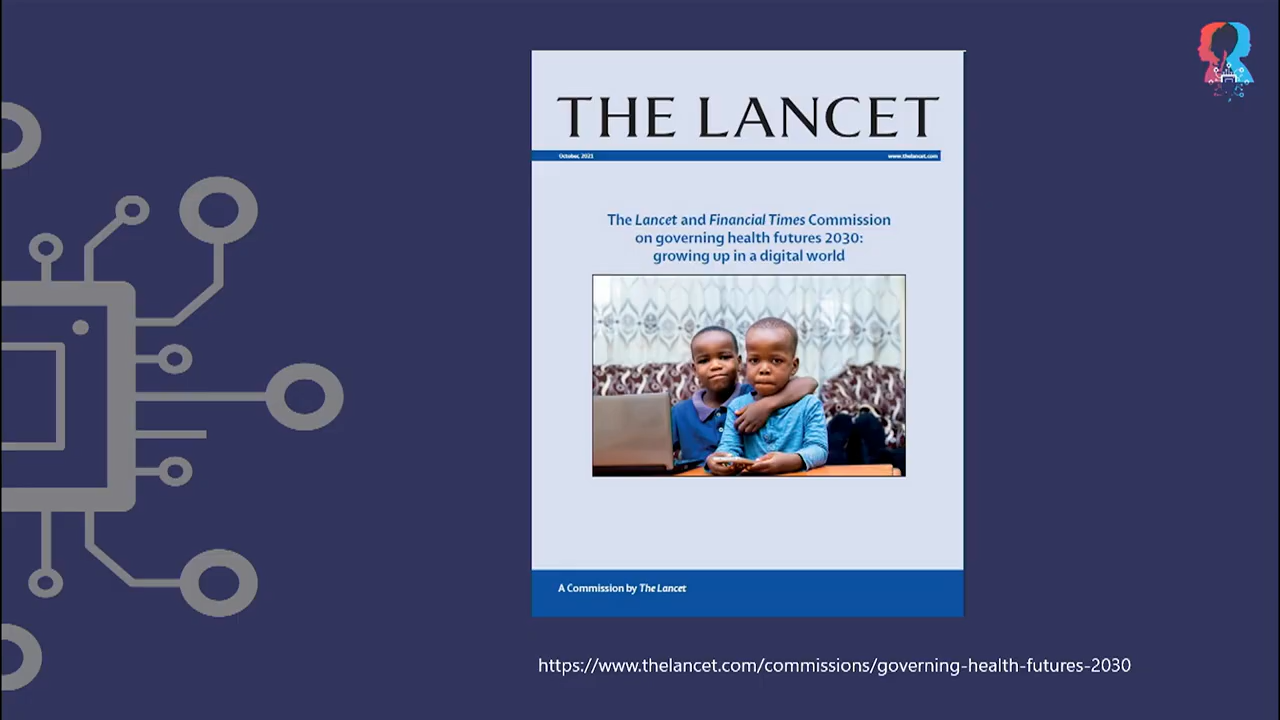 THE LANCET
October, 2021 www.thelancet.com
The Lancet and Financial Times Commission
on governing health futures 2030:
growing up in a digital world
A Commission by The Lancet
https://www.thelancet.com/commissions/governing-health-futures-2030